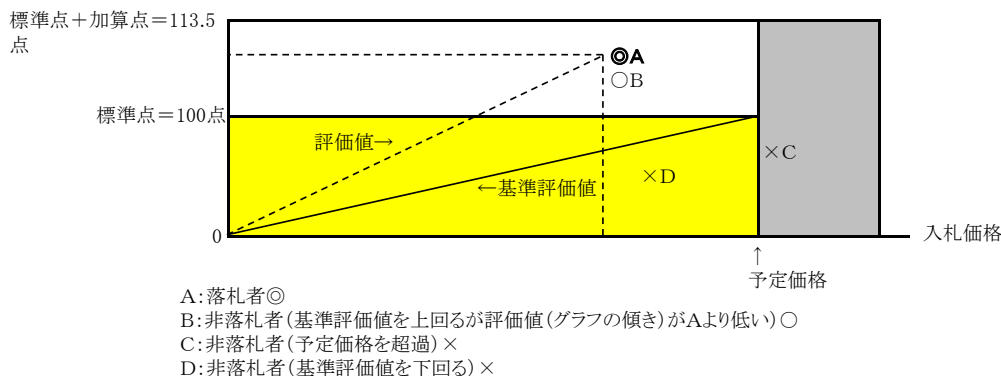 標準点＋加算点＝113.5
点
◎A
○B
標準点＝100点
評価値→
×C
×D
←基準評価値
0
入札価格
↑
予定価格
A:落札者◎
B:非落札者(基準評価値を上回るが評価値(グラフの傾き)がAより低い)○
C:非落札者(予定価格を超過)×
D:非落札者(基準評価値を下回る)×